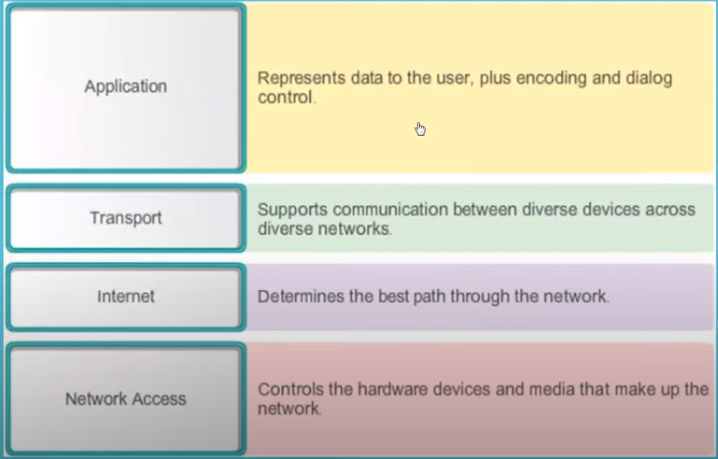 Application
Represents data to the user, plus encoding and dialog
control.
Transport
Supports communication between diverse devices across
diverse networks.
Internet
Determines the best path through the network.
Network Access
Controls the hardware devices and media that make up the
network.